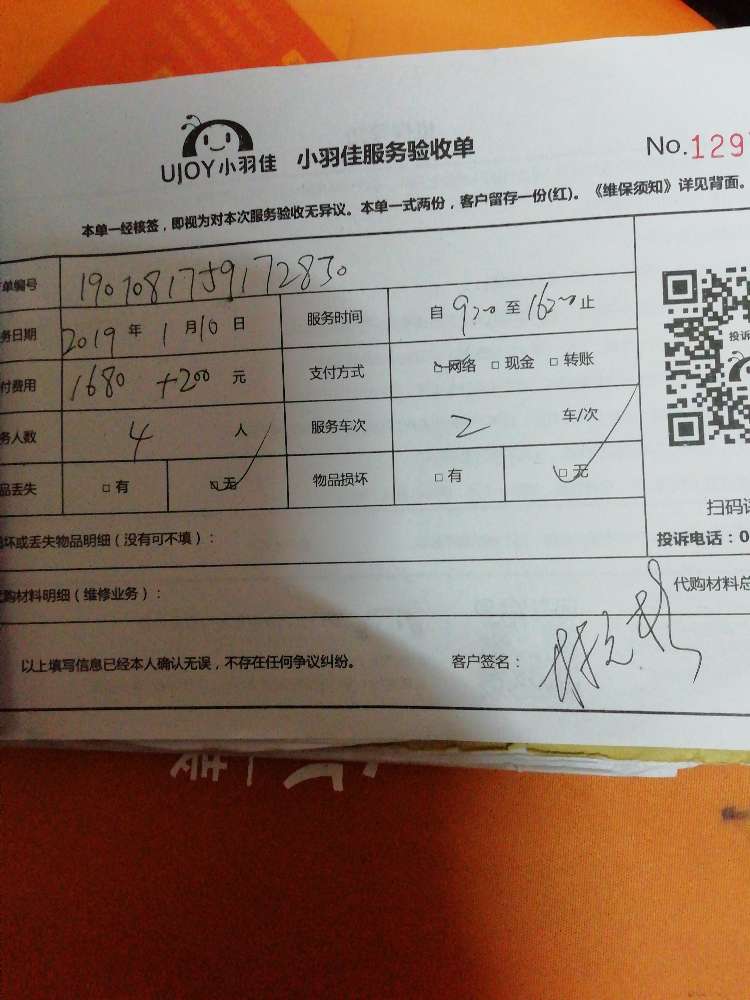 UJOY小羽佳 小羽佳服务验收单 No.129
本单一经核签，即视为对本次服务验收无异议。本单一式两份，客户留存一份(红)。《维保须知》详见背面。
单编号 1907081759172830
务日期 2019 年 1 月 10 日 服务时间 自 9:00 至 16:00 止
付费用 1680 +200 元 支付方式 网络 现金 转账
务人数 4 人 服务车次 2 车/次
品丢失 有 无 物品损坏 有 无
投诉
扫码
坏或丢失物品明细（没有可不填）： 投诉电话：0
代购材料明细（维修业务）： 代购材料总
以上填写信息已经本人确认无误，不存在任何争议纠纷。 客户签名：